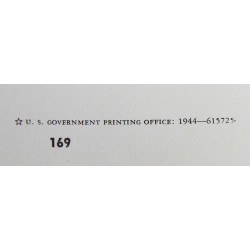 ☆ U. S. GOVERNMENT PRINTING OFFICE: 1944—615725
169